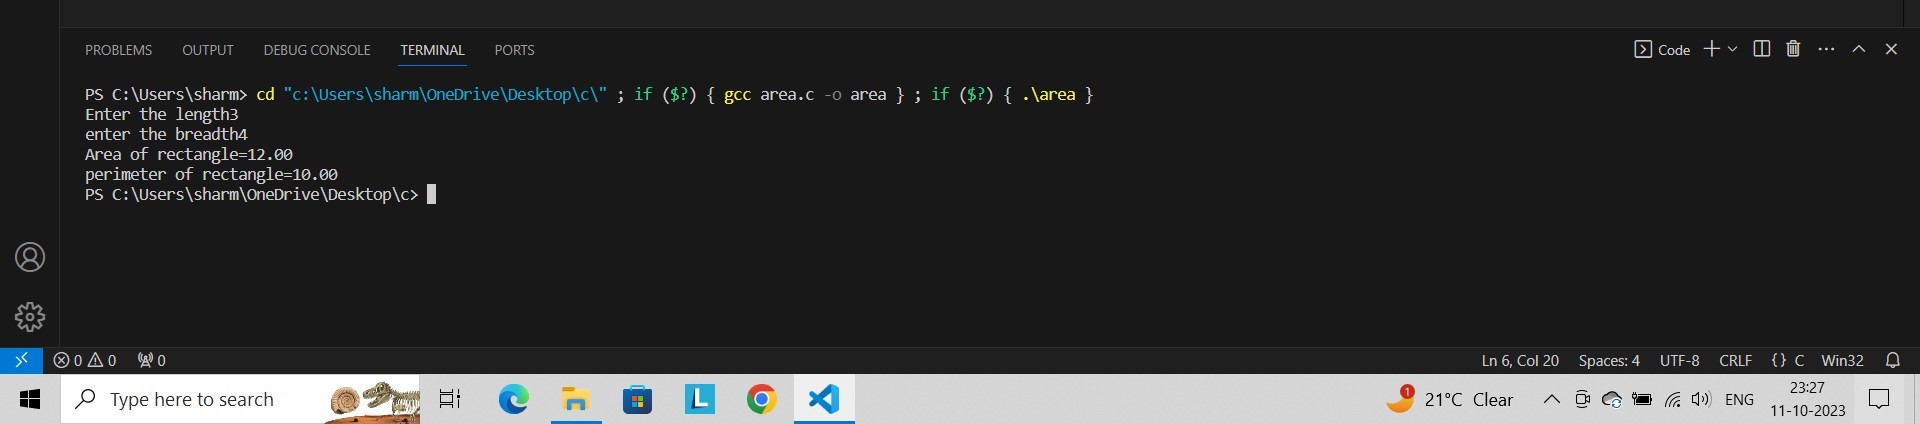 PROBLEMS OUTPUT DEBUG CONSOLE TERMINAL PORTS Code
PS C:\Users\sharm> cd "c:\Users\sharm\OneDrive\Desktop\c\" ; if ($?) { gcc area.c -o area } ; if ($?) { .\area }
Enter the length3
enter the breadth4
Area of rectangle=12.00
perimeter of rectangle=10.00
PS C:\Users\sharm\OneDrive\Desktop\c>
0 0 0 Ln 6, Col 20 Spaces: 4 UTF-8 CRLF {} C Win32
Type here to search L 1 21°C Clear ENG 23:27
11-10-2023